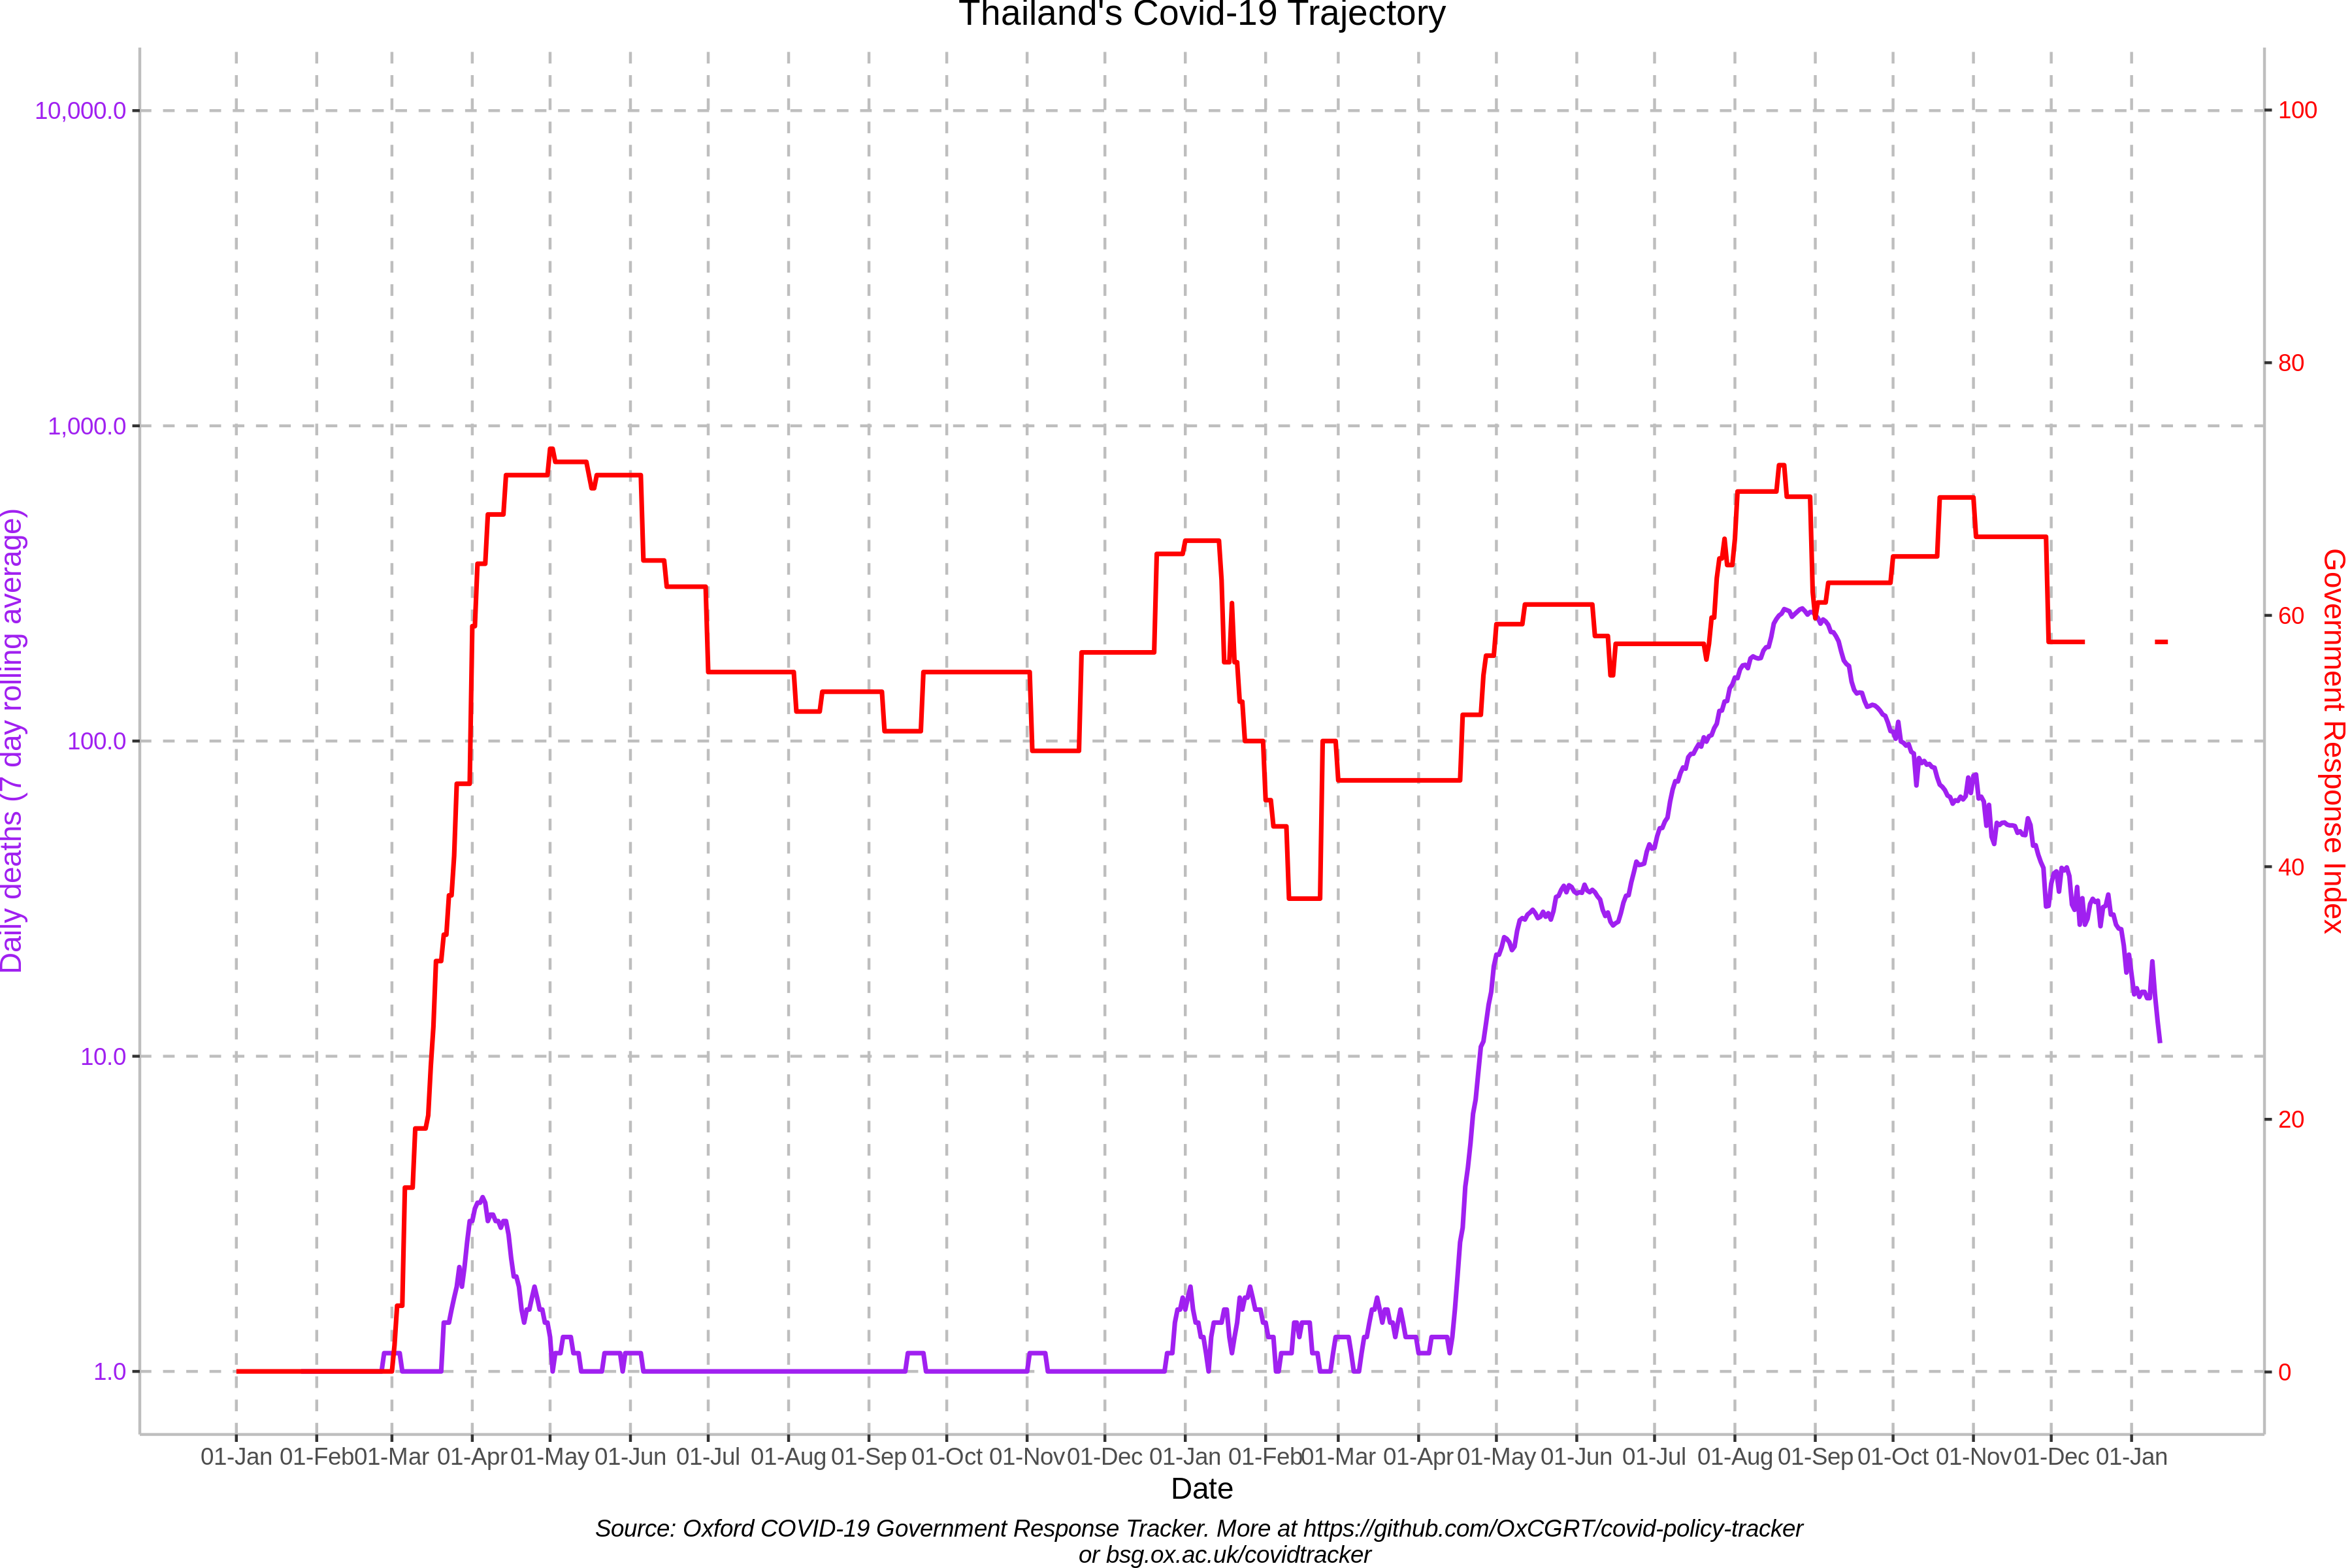 Thailand's Covid-19 Trajectory
10,000.0
1,000.0
100.0
10.0
1.0
Daily deaths (7 day rolling average)
100
80
60
40
20
0
Government Response Index
01-Jan 01-Feb 01-Mar 01-Apr 01-May 01-Jun 01-Jul 01-Aug 01-Sep 01-Oct 01-Nov 01-Dec 01-Jan 01-Feb 01-Mar 01-Apr 01-May 01-Jun 01-Jul 01-Aug 01-Sep 01-Oct 01-Nov 01-Dec 01-Jan
Date
Source: Oxford COVID-19 Government Response Tracker. More at https://github.com/OxCGRT/covid-policy-tracker
or bsg.ox.ac.uk/covidtracker